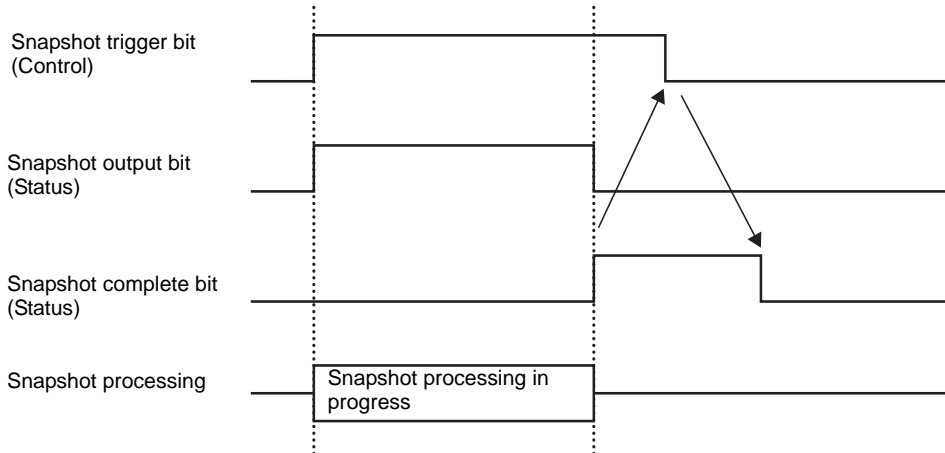 Snapshot trigger bit
(Control)
Snapshot output bit
(Status)
Snapshot complete bit
(Status)
Snapshot processing
Snapshot processing in
progress